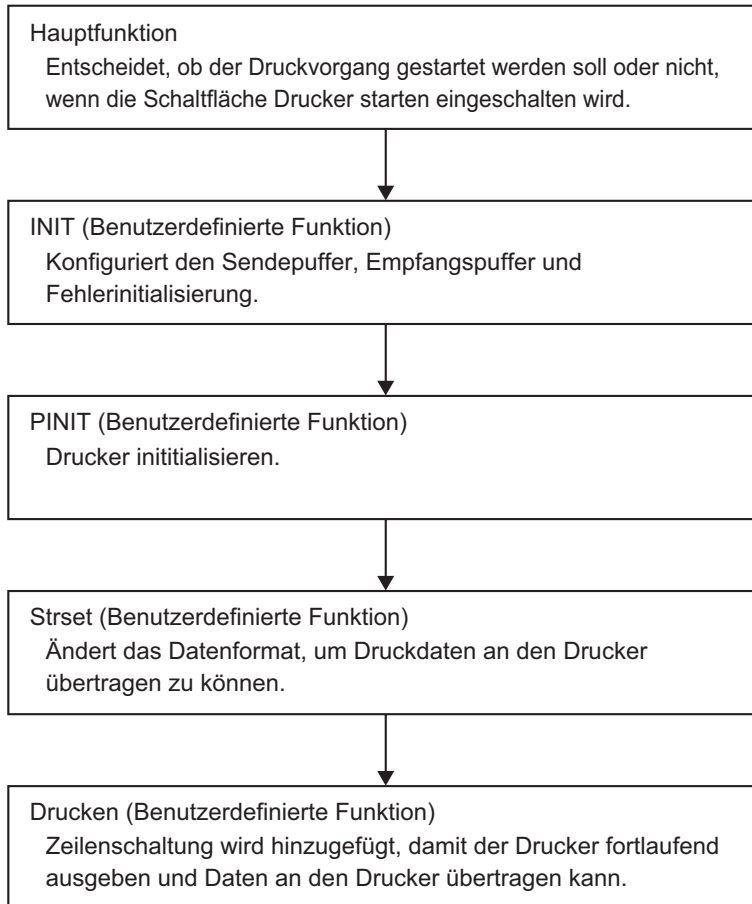 Hauptfunktion
Entscheidet, ob der Druckvorgang gestartet werden soll oder nicht,
wenn die Schaltfläche Drucker starten eingeschalten wird.
INIT (Benutzerdefinierte Funktion)
Konfiguriert den Sendepuffer, Empfangspuffer und
Fehlerinitialisierung.
PINIT (Benutzerdefinierte Funktion)
Drucker inititialisieren.
Strset (Benutzerdefinierte Funktion)
Ändert das Datenformat, um Druckdaten an den Drucker
übertragen zu können.
Drucken (Benutzerdefinierte Funktion)
Zeilenschaltung wird hinzugefügt, damit der Drucker fortlaufend
ausgeben und Daten an den Drucker übertragen kann.